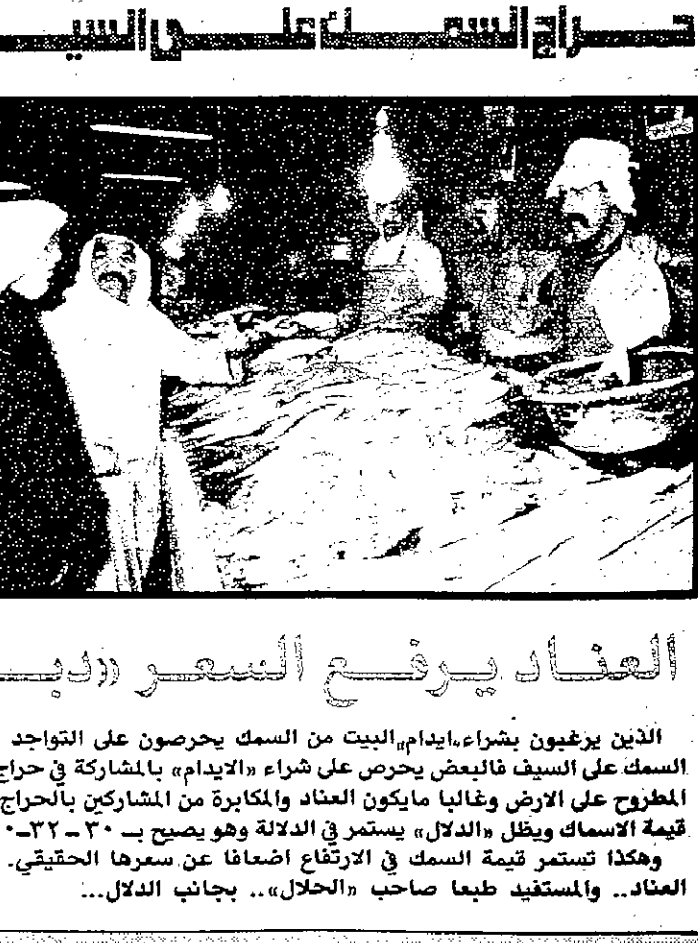 حراج السمك على السيـ
العناد يرفع السعر «دبـ
الذين يرغبون بشراء «ايدام» البيت من السمك يحرصون على التواجد
السمك على السيف فالبعض يحرص على شراء «الايدام» بالمشاركة في حراج
المطروح على الارض وغالبا مايكون العناد والمكابرة من المشاركين بالحراج
قيمة الاسماك ويظل «الدلال» يستمر في الدلالة وهو يصيح بـ ٣٠ ـ ٣٢ ـ ٠
وهكذا تستمر قيمة السمك في الارتفاع اضعافا عن سعرها الحقيقي.
العناد.. والمستفيد طبعا صاحب «الحلال».. بجانب الدلال...